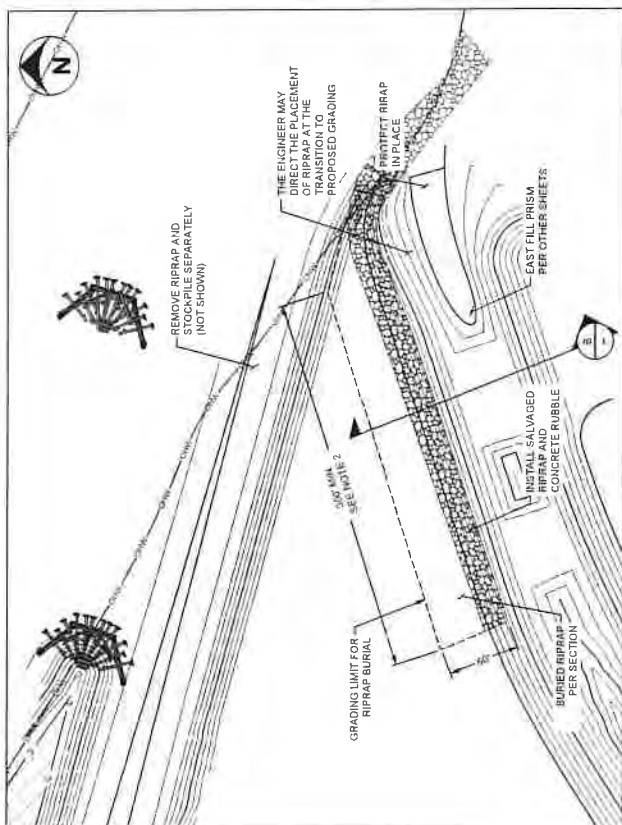 N
THE ENGINEER MAY
DIRECT THE PLACEMENT
OF RIPRAP AT THE
TRANSITION TO
PROPOSED GRADING
REMOVE RIPRAP AND
STOCKPILE SEPARATELY
(NOT SHOWN)
PROTECT RIRAP
IN PLACE
EAST FILL PRISM
PER OTHER SHEETS
MIN
SEE NOTE 2
INSTALL SALVAGED
RIPRAP AND
CONCRETE RUBBLE
GRADING LIMIT FOR
RIPRAP BURIAL
BURIED RIPRAP
PER SECTION